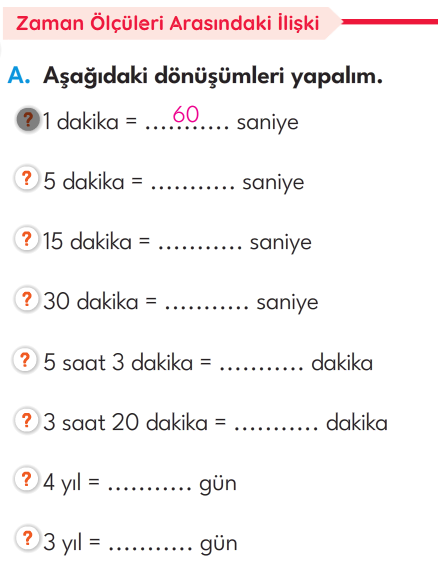 Zaman Ölçüleri Arasındaki İlişki
A. Aşağıdaki dönüşümleri yapalım.
? 1 dakika = ....60.... saniye
? 5 dakika = ........... saniye
? 15 dakika = ........... saniye
? 30 dakika = ........... saniye
? 5 saat 3 dakika = ........... dakika
? 3 saat 20 dakika = ........... dakika
? 4 yıl = ........... gün
? 3 yıl = ........... gün